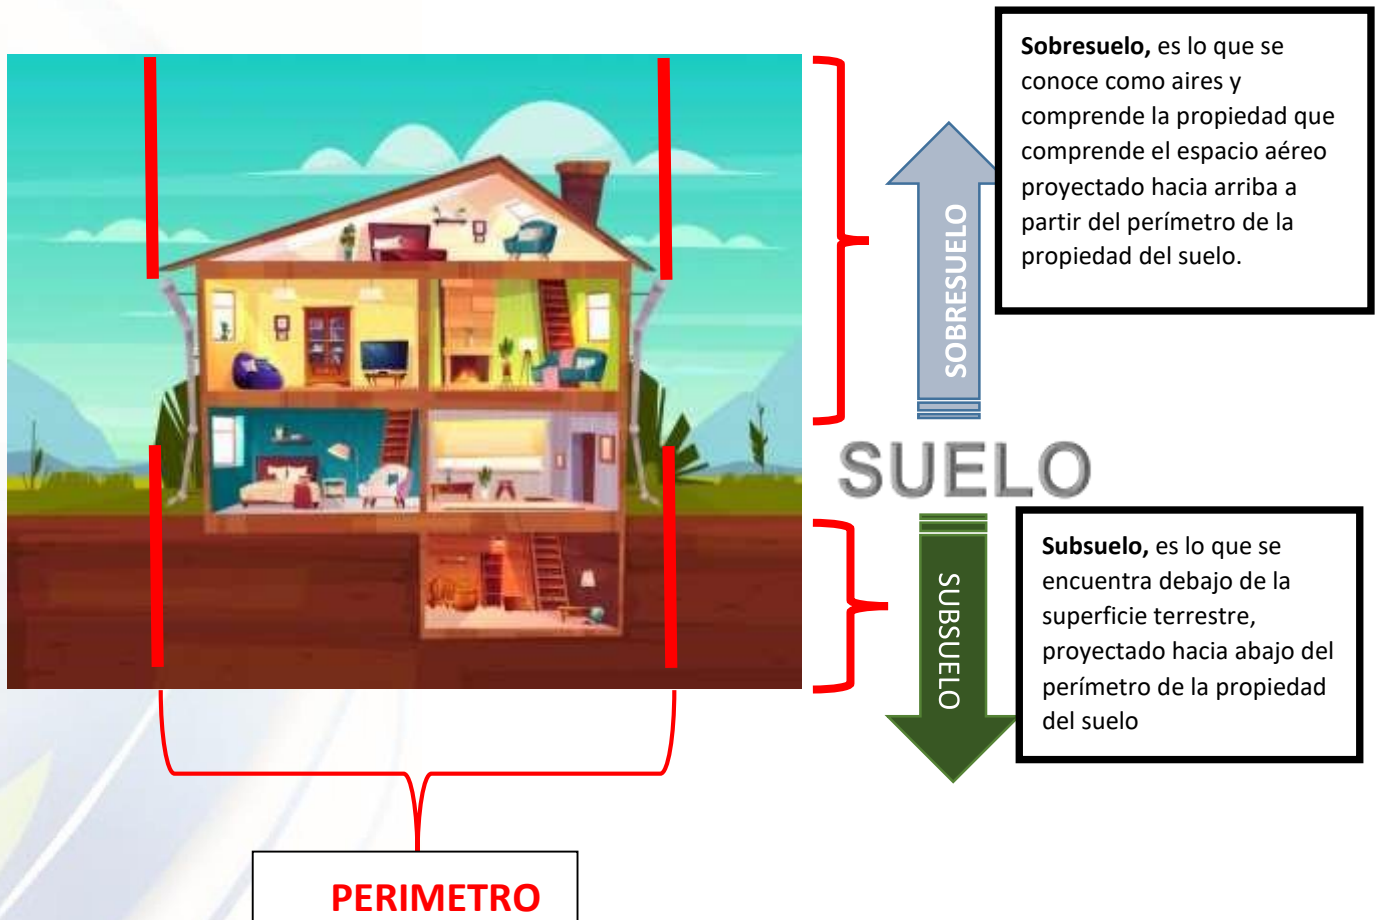 Sobresuelo, es lo que se
conoce como aires y
comprende la propiedad que
comprende el espacio aéreo
proyectado hacia arriba a
partir del perímetro de la
propiedad del suelo.
SOBRESUELO
SUELO
SUBSUELO
Subsuelo, es lo que se
encuentra debajo de la
superficie terrestre,
proyectado hacia abajo del
perímetro de la propiedad
del suelo
PERIMETRO